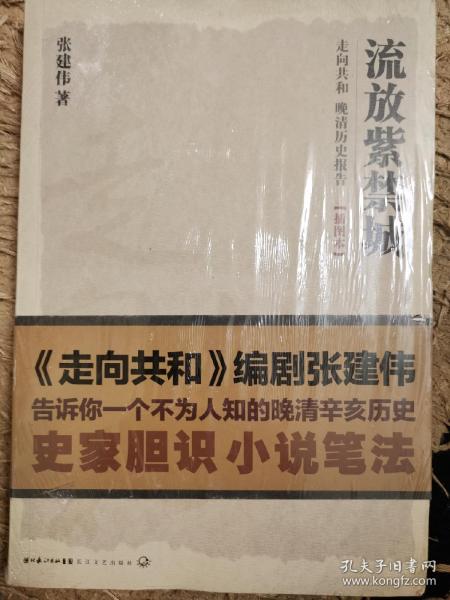 流放紫禁城
走向共和 晚清历史报告 【插图本】
张建伟 著
《走向共和》编剧张建伟
告诉你一个不为人知的晚清辛亥历史
史家胆识 小说笔法
长江文艺出版社
孔夫子旧书网
www.kongfz.com